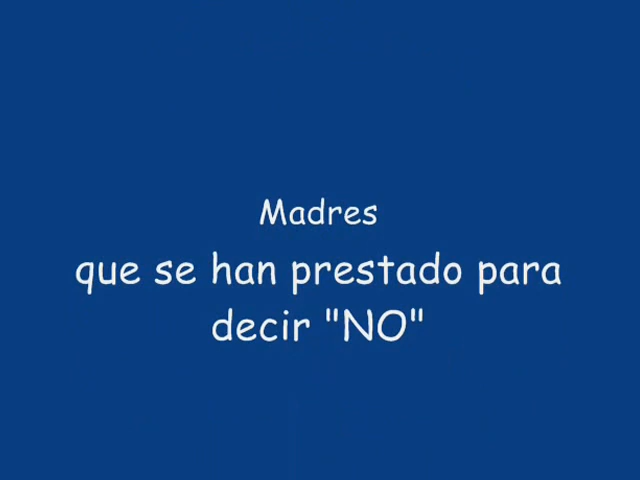 Madres
que se han prestado para
decir "NO"